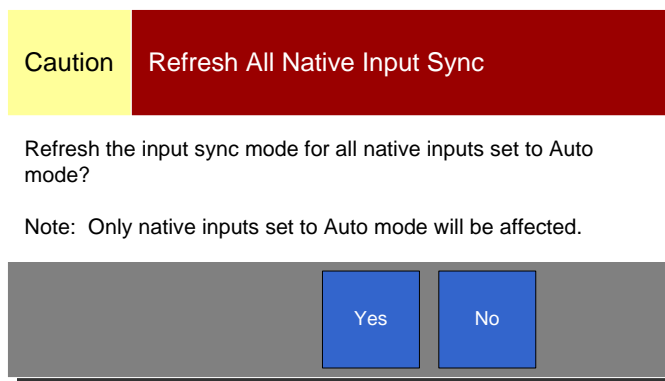 Caution
Refresh All Native Input Sync
Refresh the input sync mode for all native inputs set to Auto
mode?
Note:  Only native inputs set to Auto mode will be affected.
Yes
No